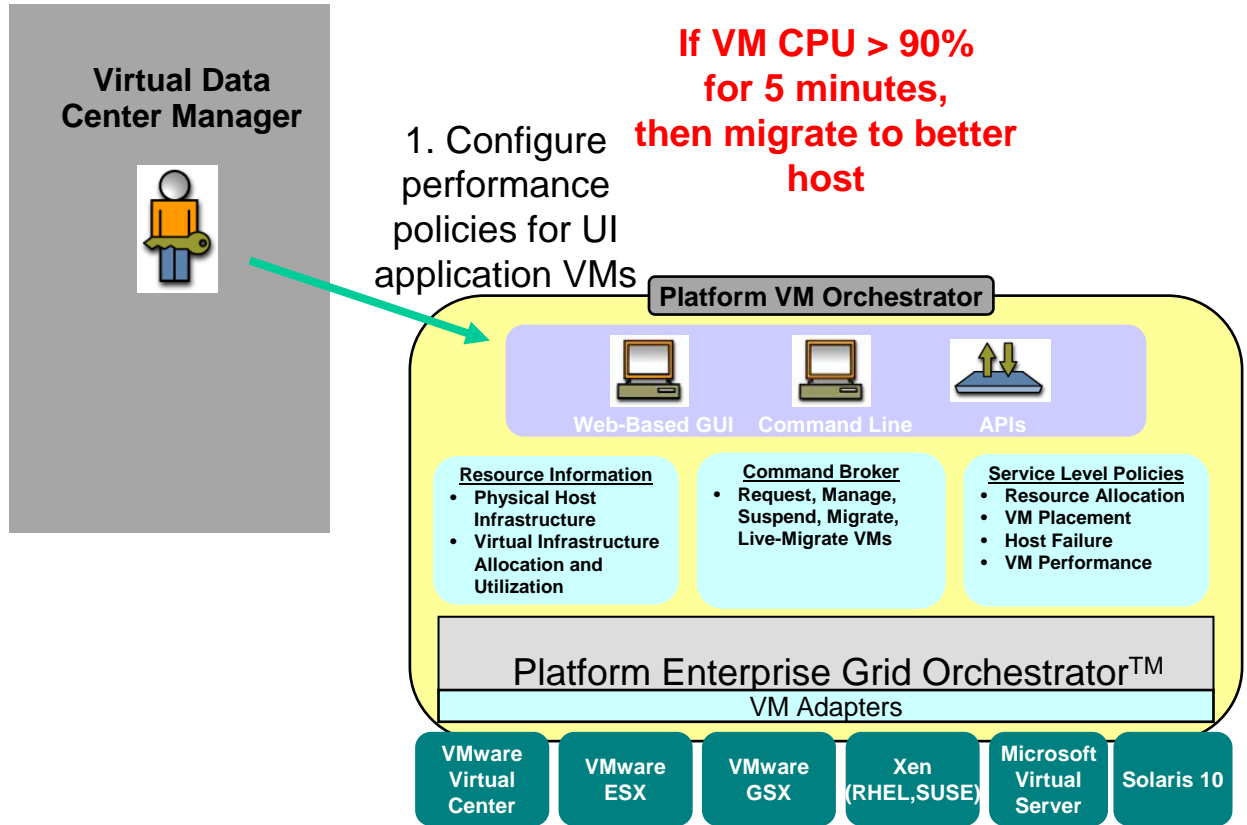 Virtual Data
Center Manager
If VM CPU > 90%
for 5 minutes,
then migrate to better
host
1. Configure
performance
policies for UI
application VMs
Platform VM Orchestrator
Web-Based GUI
Command Line
APIs
Resource Information
• Physical Host
Infrastructure
• Virtual Infrastructure
Allocation and
Utilization
Command Broker
• Request, Manage,
Suspend, Migrate,
Live-Migrate VMs
Service Level Policies
• Resource Allocation
• VM Placement
• Host Failure
• VM Performance
Platform Enterprise Grid Orchestrator™
VM Adapters
VMware
Virtual
Center
VMware
ESX
VMware
GSX
Xen
(RHEL,SUSE)
Microsoft
Virtual
Server
Solaris 10